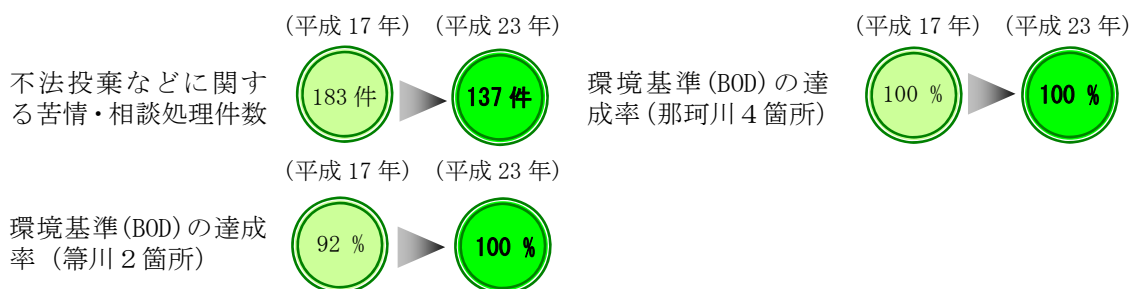 (平成 17 年) (平成 23 年)
不法投棄などに関す
る苦情・相談処理件数
183 件
137 件
(平成 17 年) (平成 23 年)
環境基準(BOD)の達
成率(那珂川4箇所)
100 %
100 %
(平成 17 年) (平成 23 年)
環境基準(BOD)の達成
率（箒川2箇所）
92 %
100 %